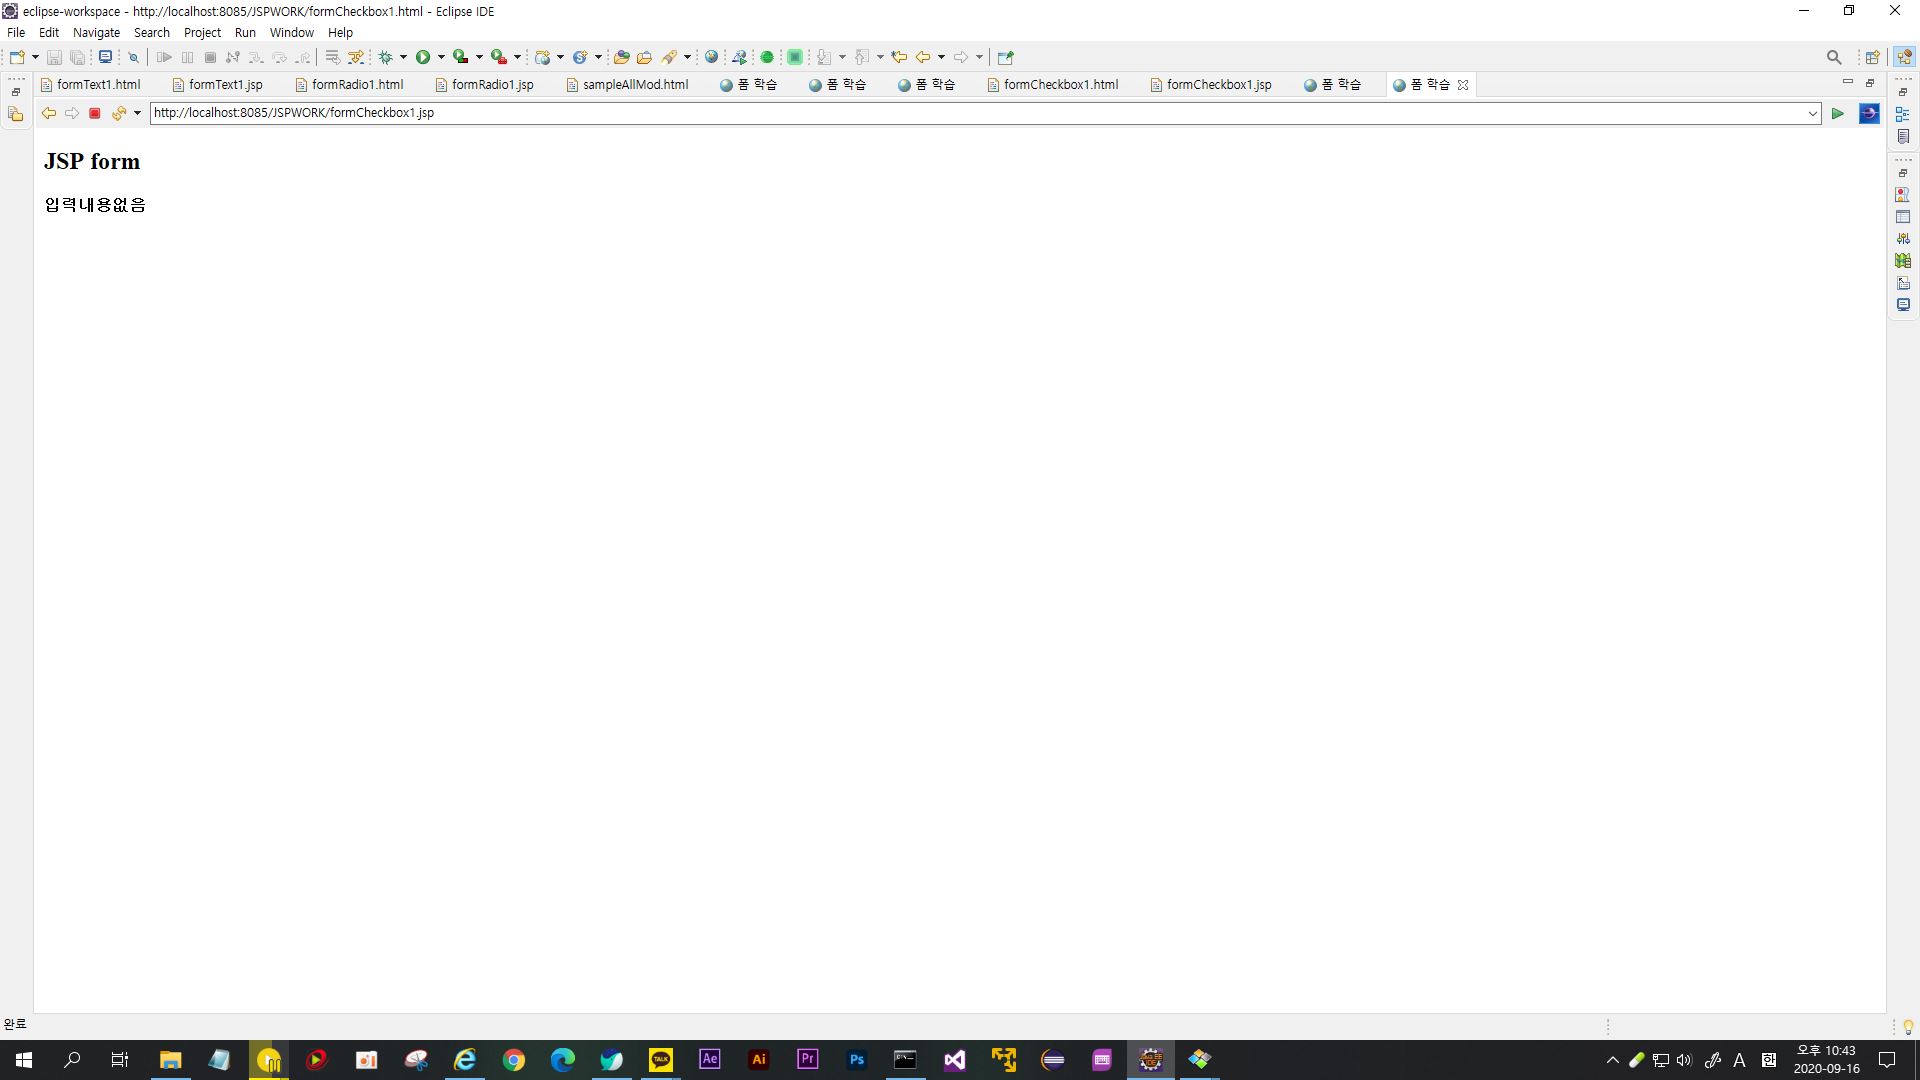 eclipse-workspace - http://localhost:8085/JSPWORK/formCheckbox1.html - Eclipse IDE
File Edit Navigate Search Project Run Window Help
formText1.html formText1.jsp formRadio1.html formRadio1.jsp sampleAllMod.html 폼 학습 폼 학습 폼 학습 formCheckbox1.html formCheckbox1.jsp 폼 학습 폼 학습
http://localhost:8085/JSPWORK/formCheckbox1.jsp
JSP form
입력내용없음
완료
TALK Ae Ai Pr Ps A 한 오후 10:43
2020-09-16